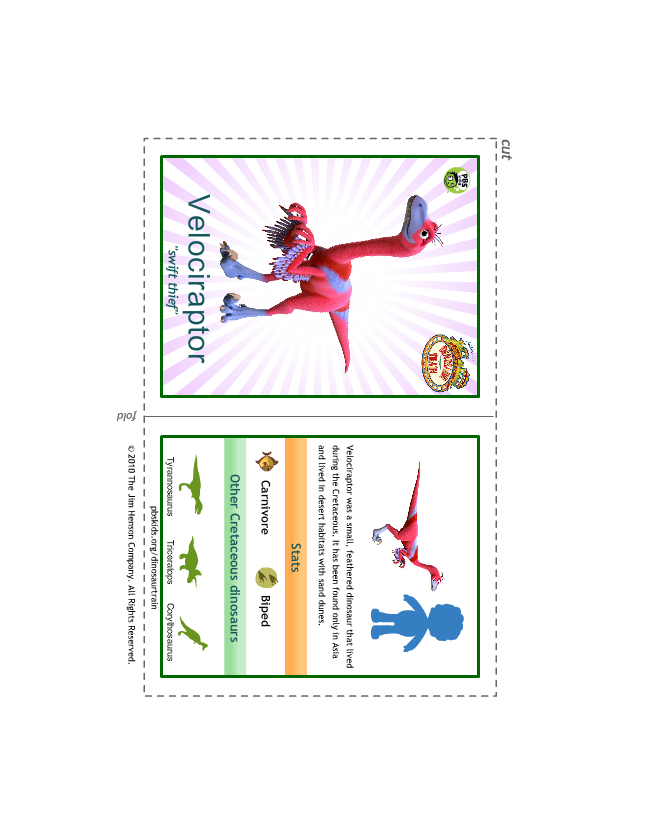 cut
PBS
KIDS
DINOSAUR
TRAIN
Velociraptor
"swift thief"
fold
Velociraptor was a small, feathered dinosaur that lived
during the Cretaceous. It has been found only in Asia
and lived in desert habitats with sand dunes.
Stats
Carnivore
Biped
Other Cretaceous dinosaurs
Tyrannosaurus
Triceratops
Corythosaurus
pbskids.org/dinosaurtrain
© 2010 The Jim Henson Company. All Rights Reserved.